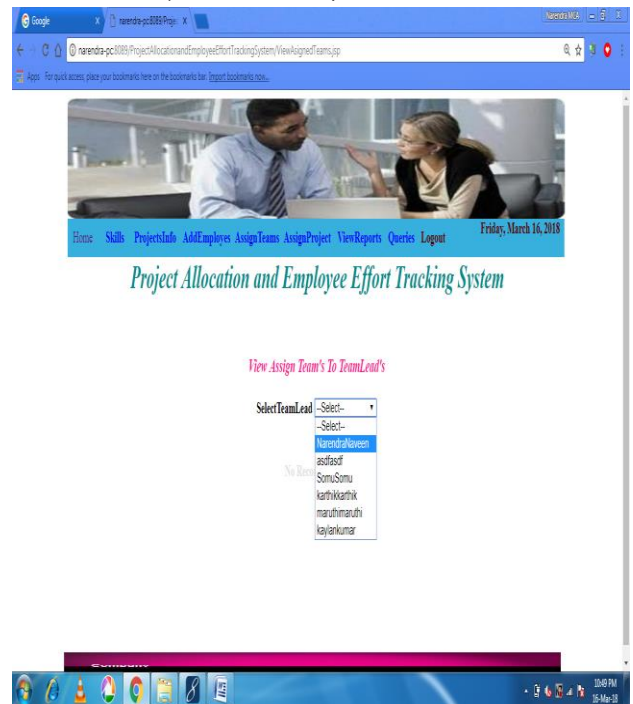 Google
narendra-pc:8089/Projec
Narendra MCA
narendra-pc:8089/ProjectAllocationandEmployeeEffortTrackingSystem/ViewAsignedTeams.jsp
Apps For quick access, place your bookmarks here on the bookmarks bar. Import bookmarks now...
Home Skills ProjectsInfo AddEmployes AssignTeams AssignProject ViewReports Queries Logout
Friday, March 16, 2018
Project Allocation and Employee Effort Tracking System
View Assign Team's To TeamLead's
SelectTeamLead --Select--
--Select--
NarendraNaveen
asdfasdf
No
SomuSomu
karthikkarthik
maruthimaruthi
kaylankumar
10:49 PM
16-Mar-18